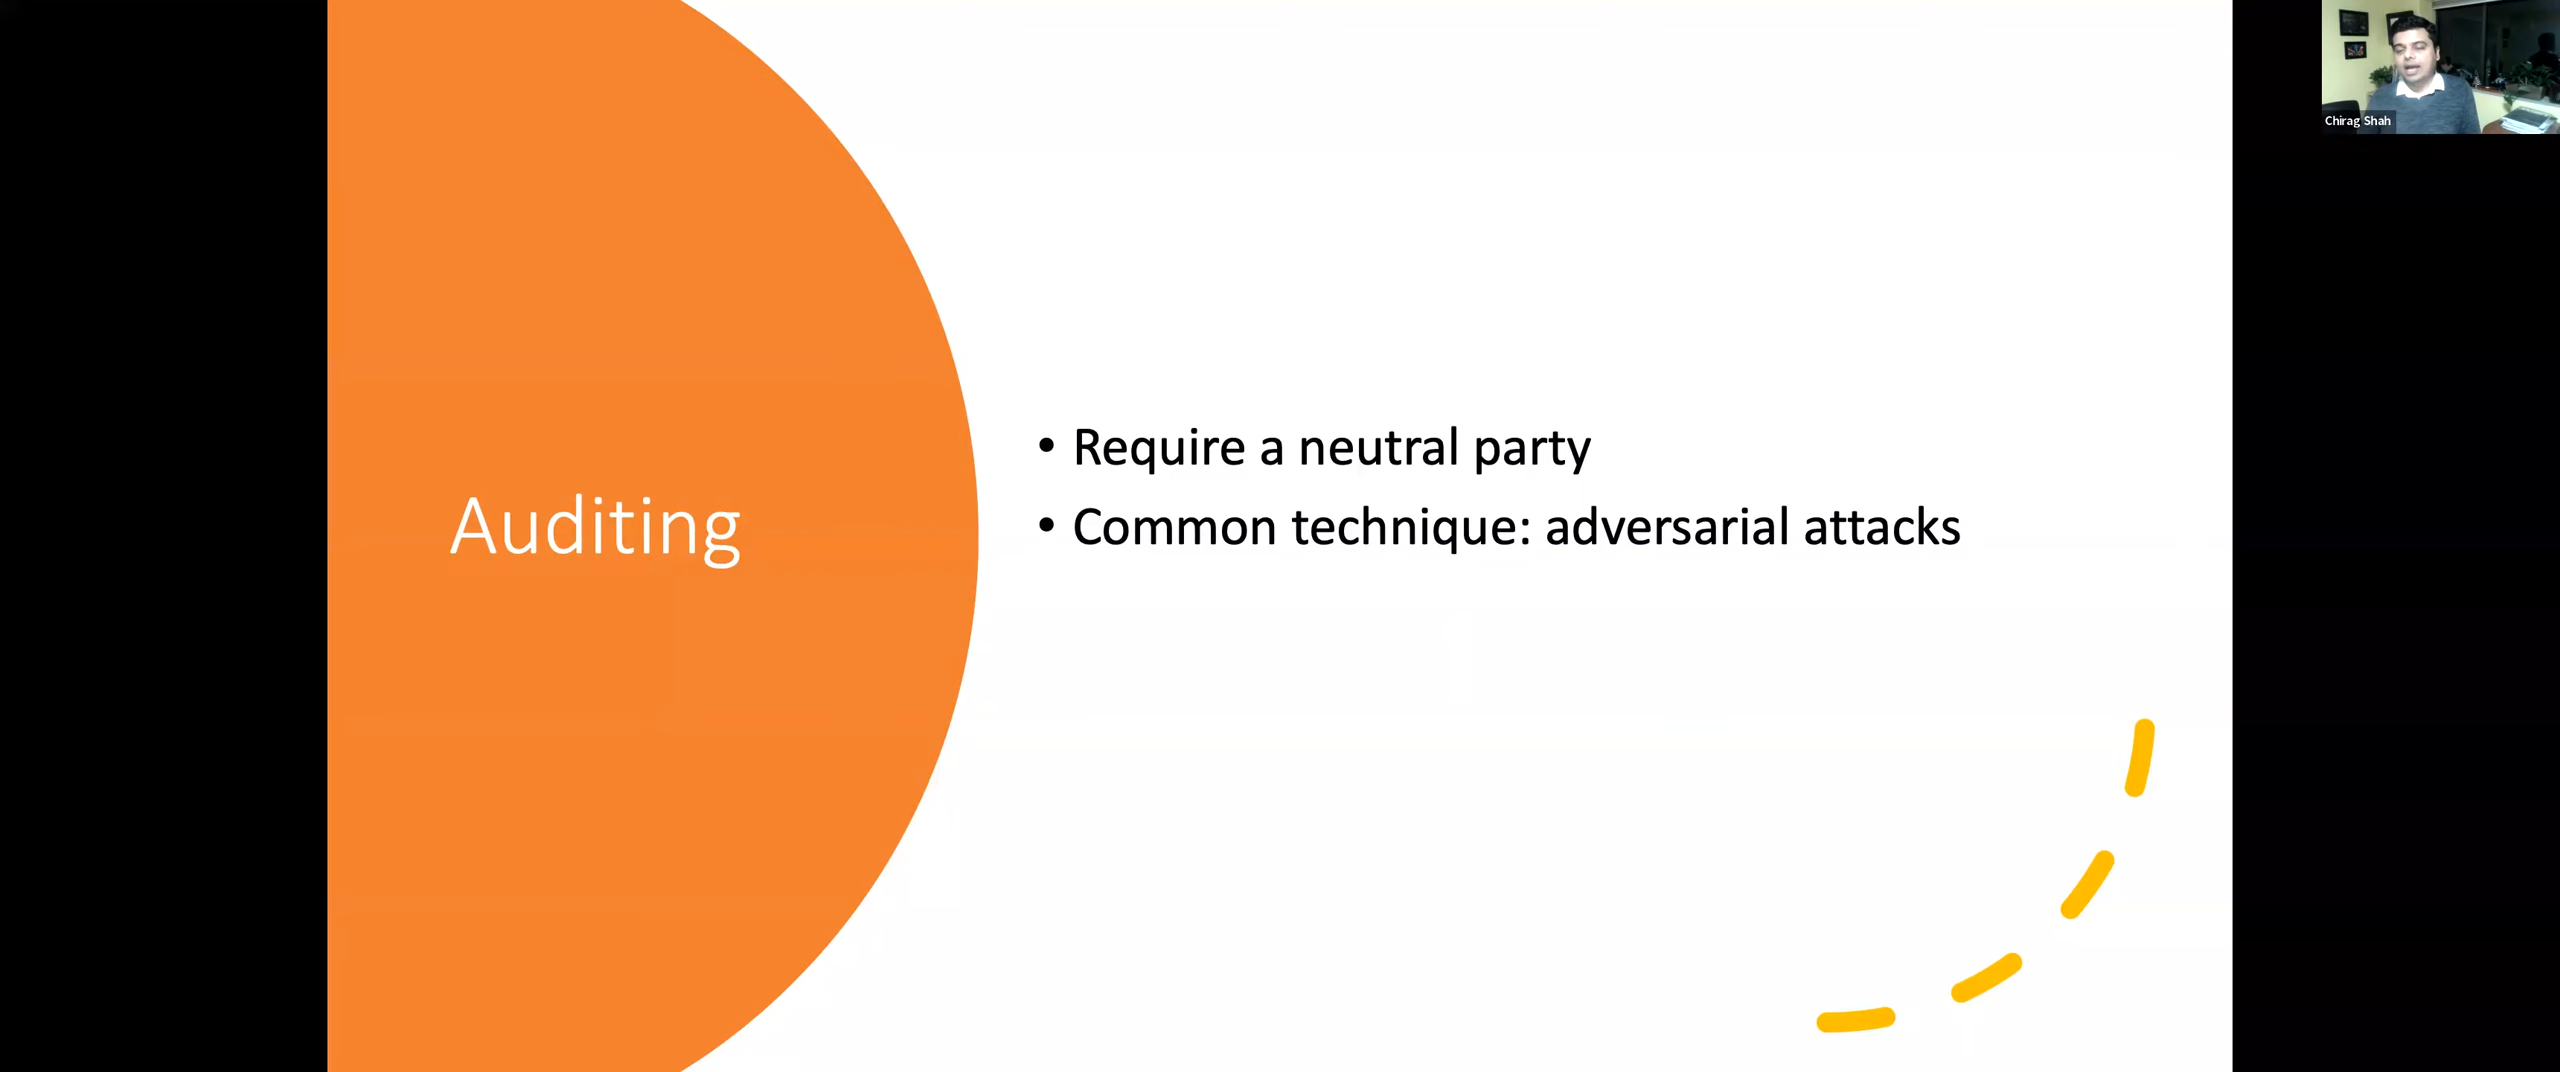 Auditing
• Require a neutral party
• Common technique: adversarial attacks
Chirag Shah